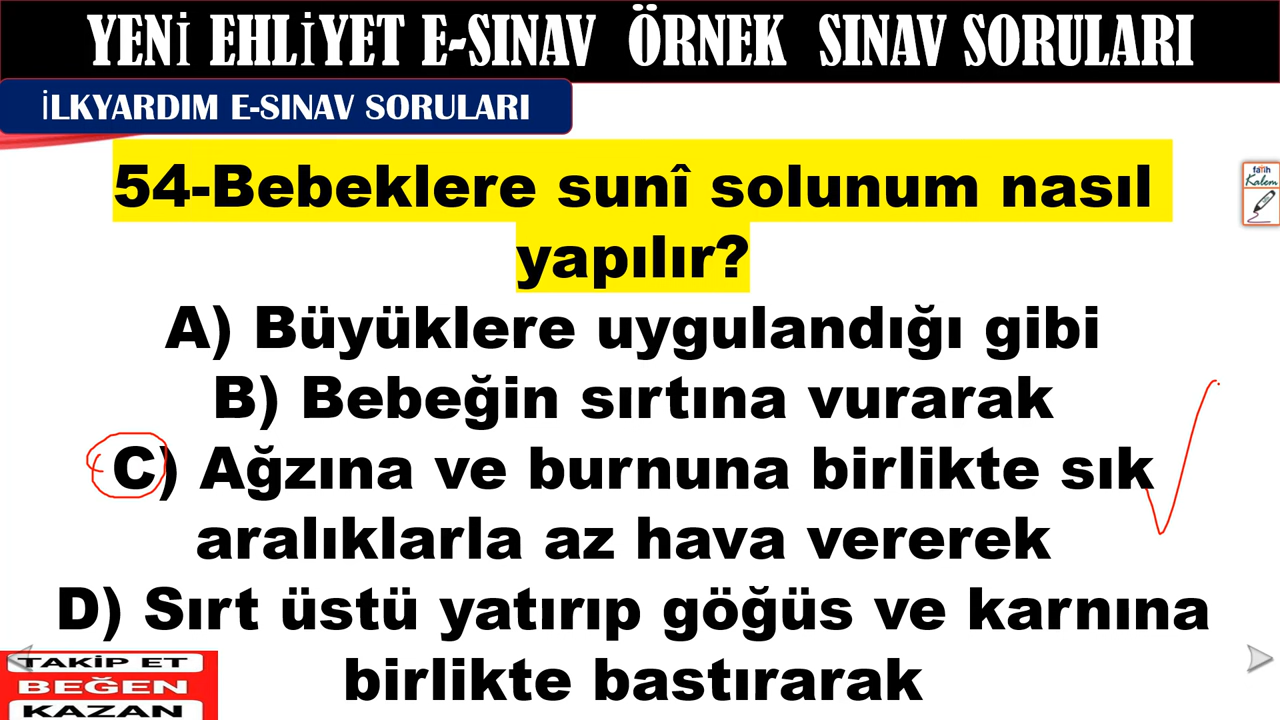 YENİ EHLİYET E-SINAV ÖRNEK SINAV SORULARI
İLKYARDIM E-SINAV SORULARI
54-Bebeklere sunî solunum nasıl
yapılır?
A) Büyüklere uygulandığı gibi
B) Bebeğin sırtına vurarak
C) Ağzına ve burnuna birlikte sık
aralıklarla az hava vererek
D) Sırt üstü yatırıp göğüs ve karnına
birlikte bastırarak
fatih
Kalem
TAKİP ET
BEĞEN
KAZAN